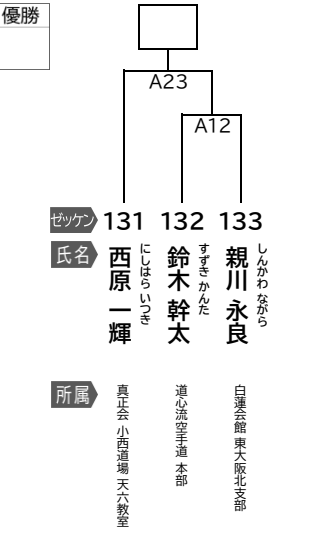 優勝
A23
A12
ゼッケン 131 132 133
氏名
西原 一輝
にしはら いつき
鈴木 幹太
すずき かんた
親川 永良
しんかわ ながら
所属
真正会 小西道場 天六教室
道心流空手道 本部
白蓮会館 東大阪北支部